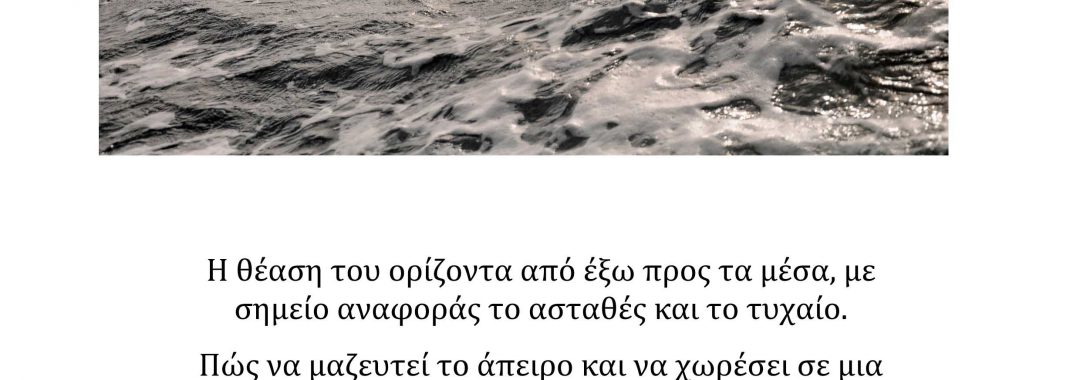 Η θέαση του ορίζοντα από έξω προς τα μέσα, με
σημείο αναφοράς το ασταθές και το τυχαίο.
Πώς να μαζευτεί το άπειρο και να χωρέσει σε μια